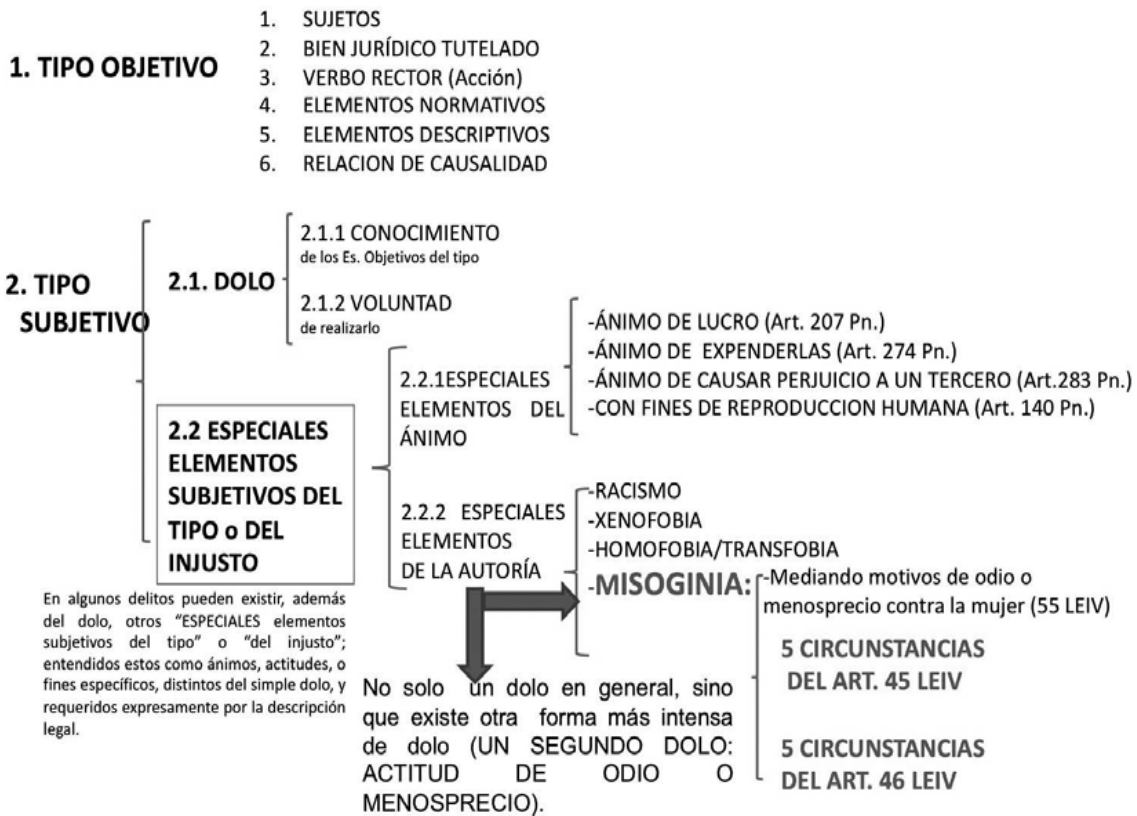 1. TIPO OBJETIVO
1. SUJETOS
2. BIEN JURÍDICO TUTELADO
3. VERBO RECTOR (Acción)
4. ELEMENTOS NORMATIVOS
5. ELEMENTOS DESCRIPTIVOS
6. RELACION DE CAUSALIDAD
2. TIPO
SUBJETIVO
2.1. DOLO
2.1.1 CONOCIMIENTO
de los Es. Objetivos del tipo
2.1.2 VOLUNTAD
de realizarlo
2.2 ESPECIALES
ELEMENTOS
SUBJETIVOS DEL
TIPO o DEL
INJUSTO
En algunos delitos pueden existir, además
del dolo, otros “ESPECIALES elementos
subjetivos del tipo” o “del injusto”;
entendidos estos como ánimos, actitudes, o
fines específicos, distintos del simple dolo, y
requeridos expresamente por la descripción
legal.
2.2.1ESPECIALES
ELEMENTOS DEL
ÁNIMO
-ÁNIMO DE LUCRO (Art. 207 Pn.)
-ÁNIMO DE EXPENDERLAS (Art. 274 Pn.)
-ÁNIMO DE CAUSAR PERJUICIO A UN TERCERO (Art.283 Pn.)
-CON FINES DE REPRODUCCION HUMANA (Art. 140 Pn.)
2.2.2 ESPECIALES
ELEMENTOS
DE LA AUTORÍA
-RACISMO
-XENOFOBIA
-HOMOFOBIA/TRANSFOBIA
-MISOGINIA:
-Mediando motivos de odio o
menosprecio contra la mujer (55 LEIV)
5 CIRCUNSTANCIAS
DEL ART. 45 LEIV
5 CIRCUNSTANCIAS
DEL ART. 46 LEIV
No solo un dolo en general, sino
que existe otra forma más intensa
de dolo (UN SEGUNDO DOLO:
ACTITUD DE ODIO O
MENOSPRECIO).